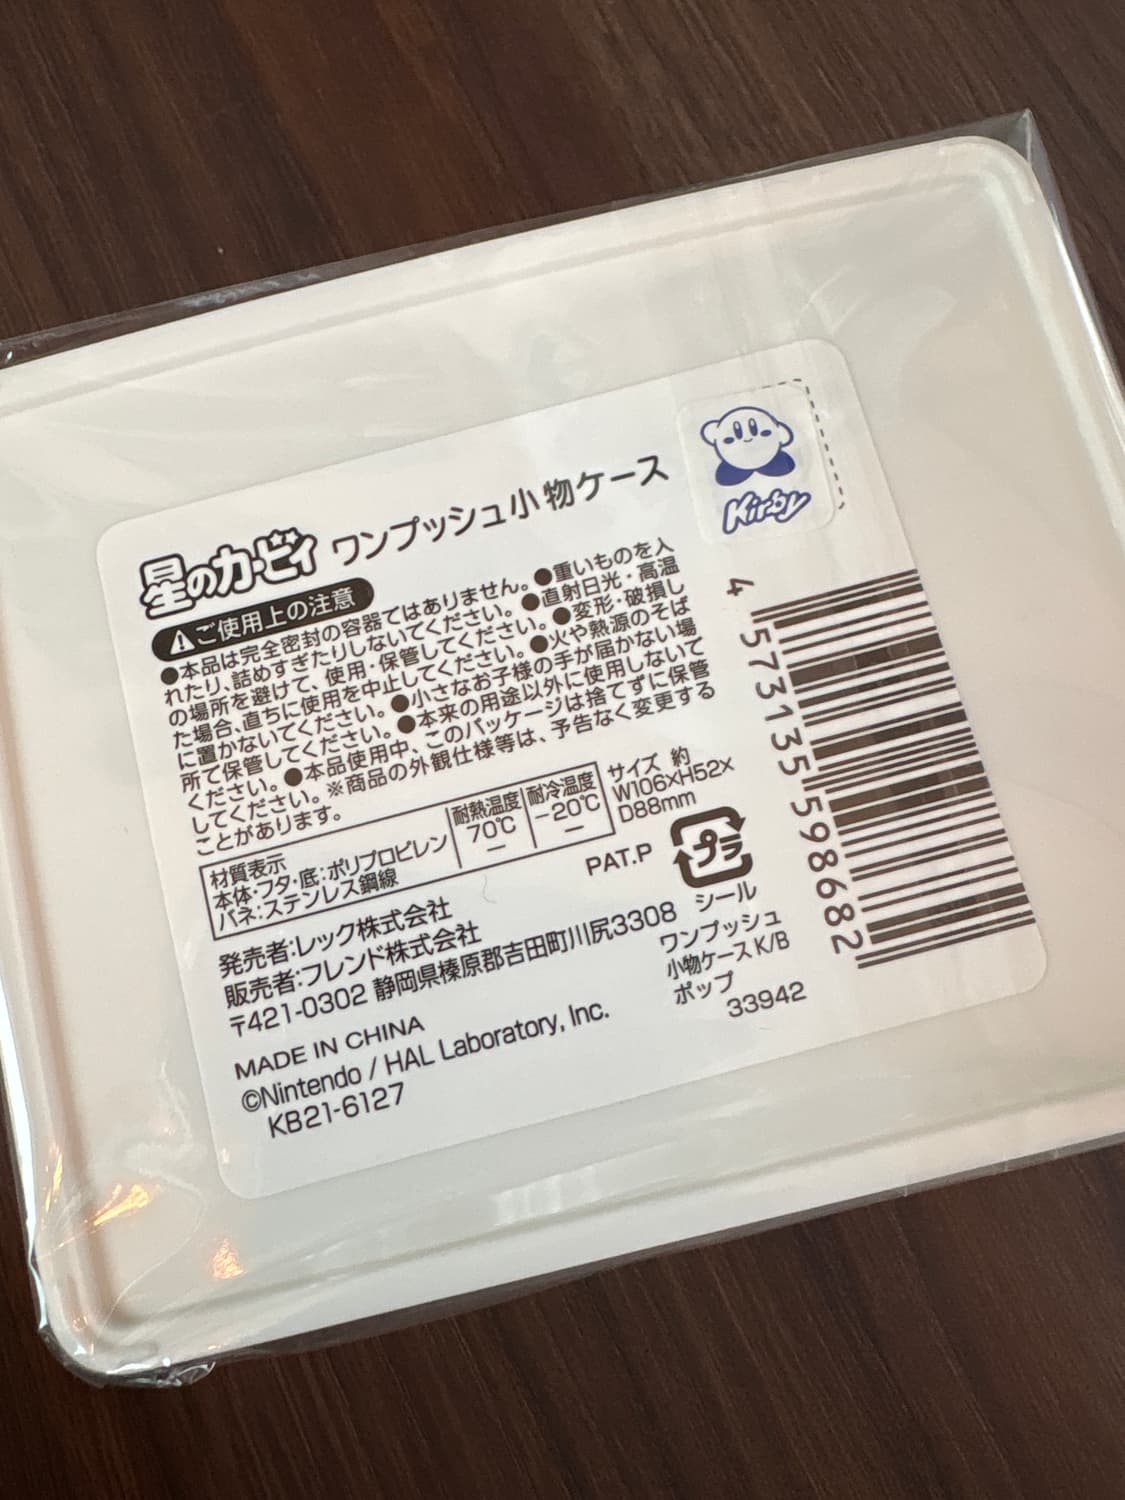 星のカービィ ワンプッシュ小物ケース
Kirby
⚠ご使用上の注意
●本品は完全密封の容器ではありません。●重いものを入
れたり、詰めすぎたりしないでください。●直射日光・高温
の場所を避けて、使用・保管してください。●変形・破損し
た場合、直ちに使用を中止してください。●火や熱源のそば
に置かないでください。●小さなお子様の手が届かない場
所で保管してください。●本来の用途以外に使用しないで
ください。●本品使用中、このパッケージは捨てずに保管
してください。※商品の外観仕様等は、予告なく変更する
ことがあります。
材質表示
本体・フタ・底:ポリプロピレン
バネ:ステンレス鋼線
耐熱温度
70℃
耐冷温度
-20℃
サイズ 約
W106×H52×
D88mm
PAT.P
プラ
シール
発売者:レック株式会社
販売者:フレンド株式会社
〒421-0302 静岡県榛原郡吉田町川尻3308
MADE IN CHINA
©Nintendo / HAL Laboratory, Inc.
KB21-6127
ワンプッシュ
小物ケースK/B
ポップ
33942
4 573135 598682